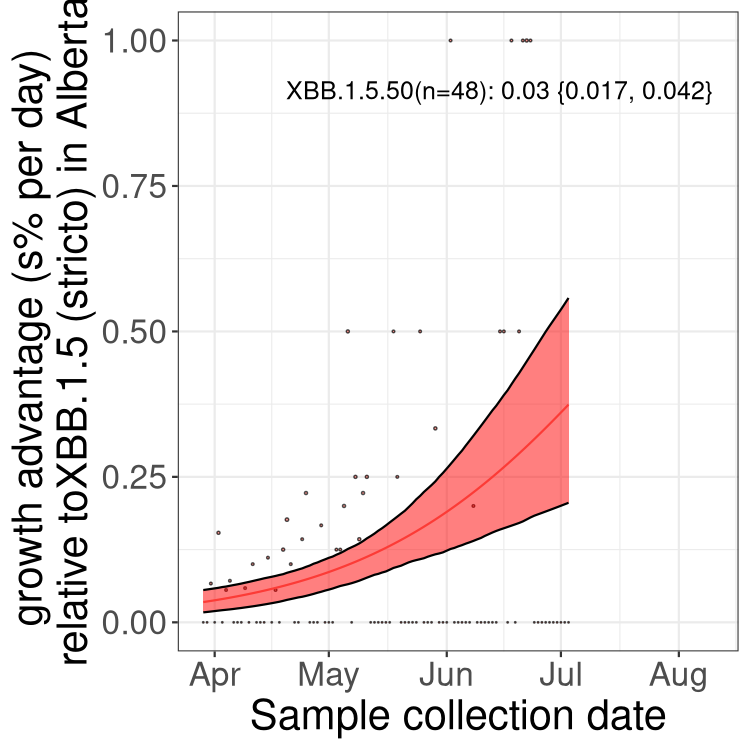 growth advantage (s% per day)
relative toXBB.1.5 (stricto) in Alberta
1.00
0.75
0.50
0.25
0.00
XBB.1.5.50(n=48): 0.03 {0.017, 0.042}
Apr May Jun Jul Aug
Sample collection date